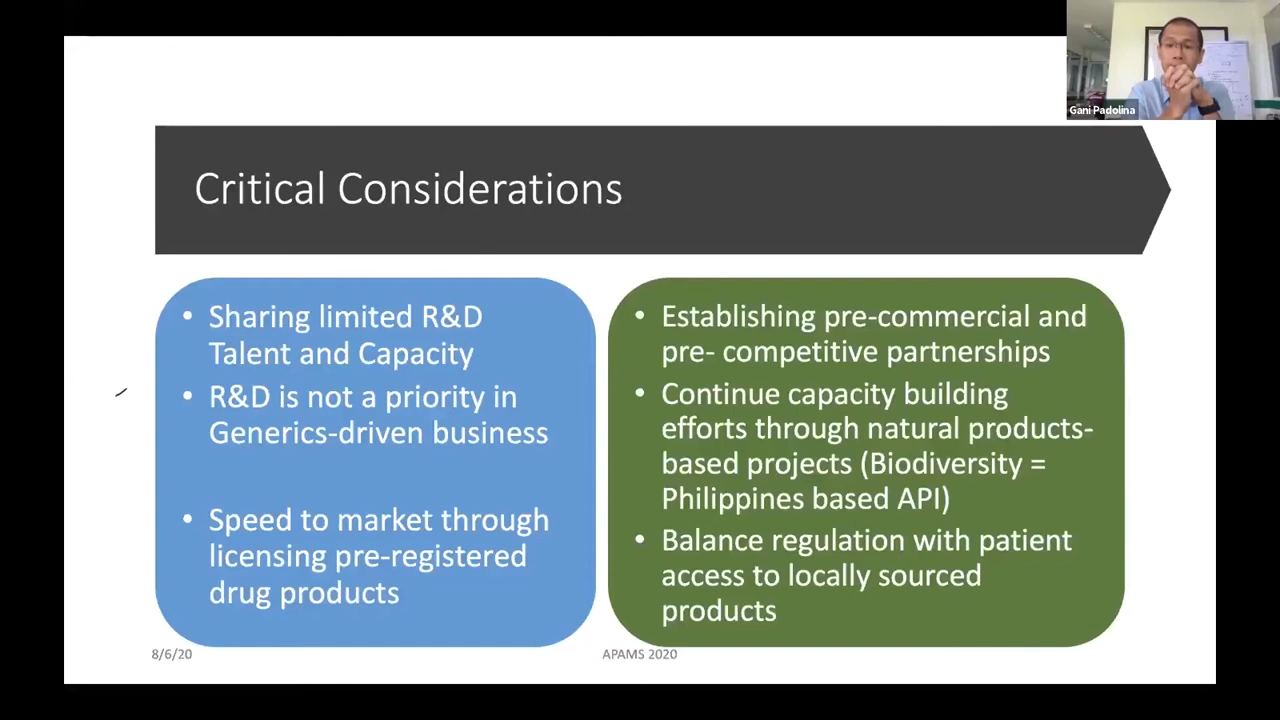 Gani Padolina
Critical Considerations
• Sharing limited R&D
Talent and Capacity
• R&D is not a priority in
Generics-driven business
• Speed to market through
licensing pre-registered
drug products
• Establishing pre-commercial and
pre- competitive partnerships
• Continue capacity building
efforts through natural products-
based projects (Biodiversity =
Philippines based API)
• Balance regulation with patient
access to locally sourced
products
8/6/20
APAMS 2020